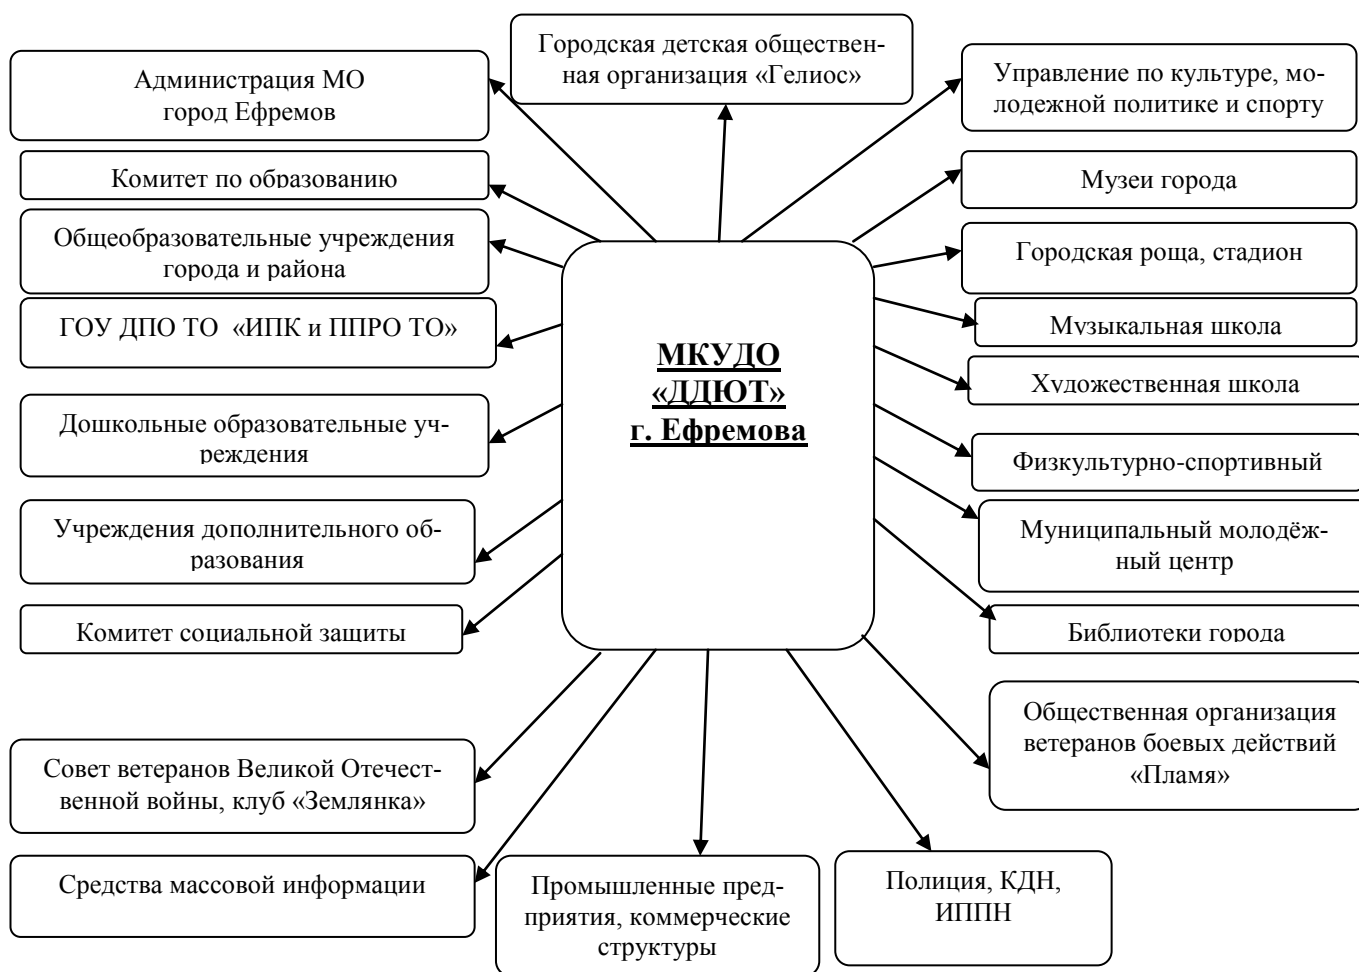 Городская детская обществен-
ная организация «Гелиос»
Администрация МО
город Ефремов
Управление по культуре, мо-
лодежной политике и спорту
Комитет по образованию
Музеи города
Общеобразовательные учреждения
города и района
Городская роща, стадион
ГОУ ДПО ТО «ИПК и ППРО ТО»
Музыкальная школа
МКУДО
«ДДЮТ»
г. Ефремова
Художественная школа
Дошкольные образовательные уч-
реждения
Физкультурно-спортивный
Учреждения дополнительного об-
разования
Муниципальный молодёж-
ный центр
Комитет социальной защиты
Библиотеки города
Общественная организация
ветеранов боевых действий
«Пламя»
Совет ветеранов Великой Отечест-
венной войны, клуб «Землянка»
Средства массовой информации
Промышленные пред-
приятия, коммерческие
структуры
Полиция, КДН,
ИППН